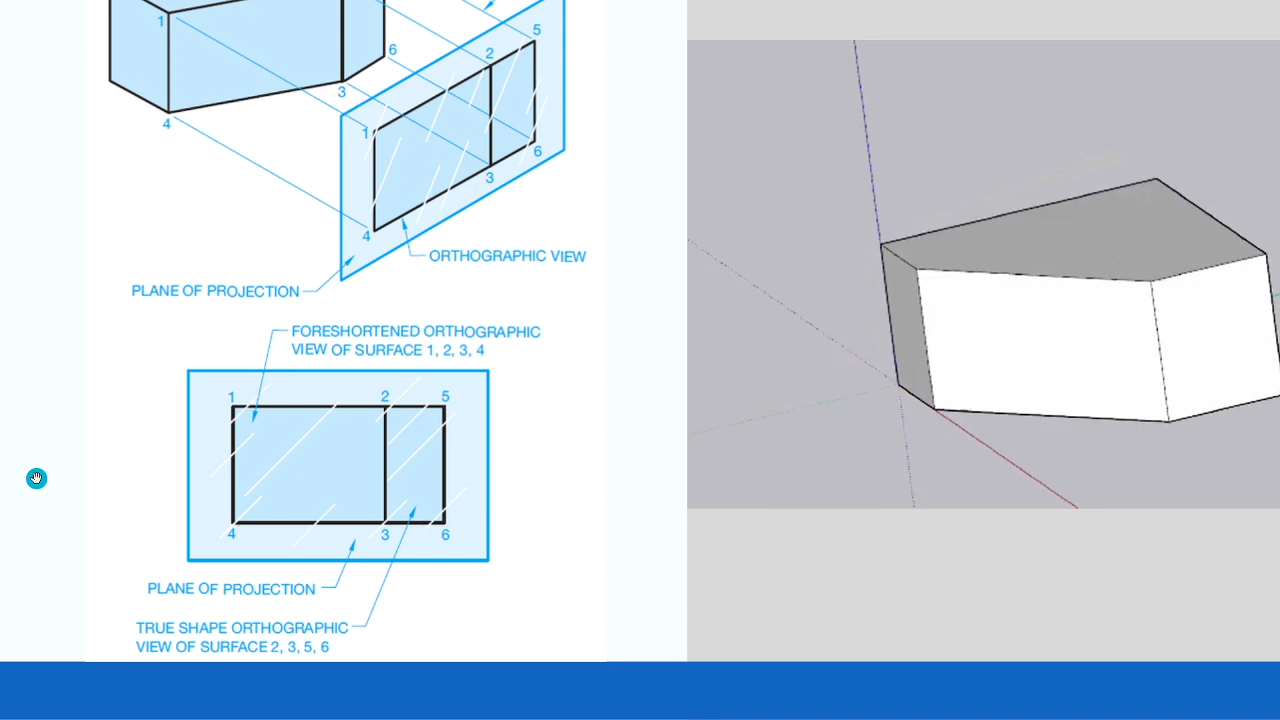 1
6
3
4
5
2
1
6
3
4
ORTHOGRAPHIC VIEW
PLANE OF PROJECTION
FORESHORTENED ORTHOGRAPHIC
VIEW OF SURFACE 1, 2, 3, 4
1 2 5
4 3 6
PLANE OF PROJECTION
TRUE SHAPE ORTHOGRAPHIC
VIEW OF SURFACE 2, 3, 5, 6